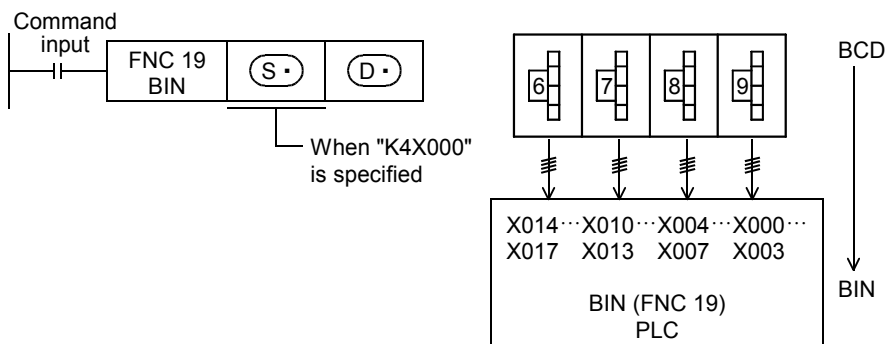 Command
input
FNC 19
BIN
S・
D・
When "K4X000"
is specified
6 7 8 9
BCD
X014…X010…X004…X000…
X017 X013 X007 X003
BIN (FNC 19)
PLC
BIN